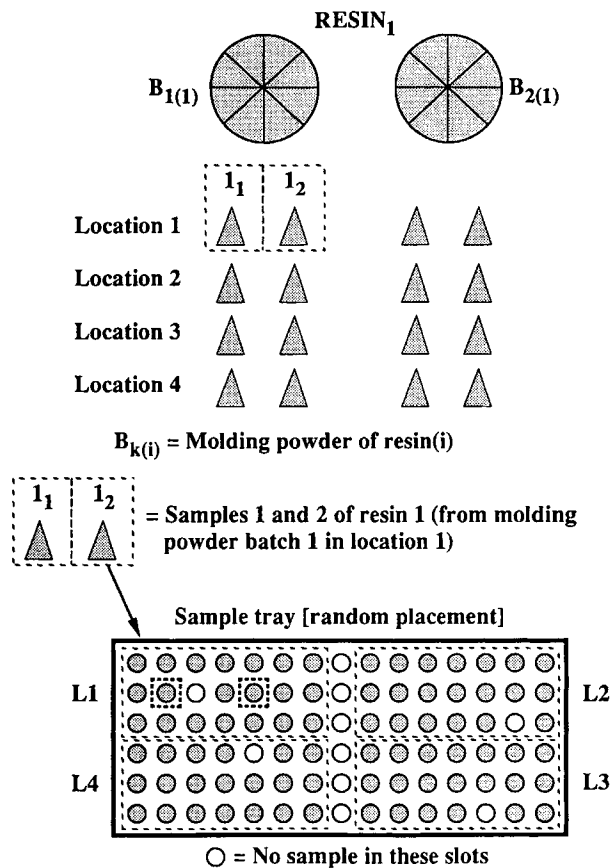 RESIN₁
B₁₍₁₎ B₂₍₁₎
1₁ 1₂
Location 1
Location 2
Location 3
Location 4
Bₖ₍ᵢ₎ = Molding powder of resin(i)
1₁ 1₂
= Samples 1 and 2 of resin 1 (from molding
powder batch 1 in location 1)
Sample tray [random placement]
L1 L2
L4 L3
= No sample in these slots